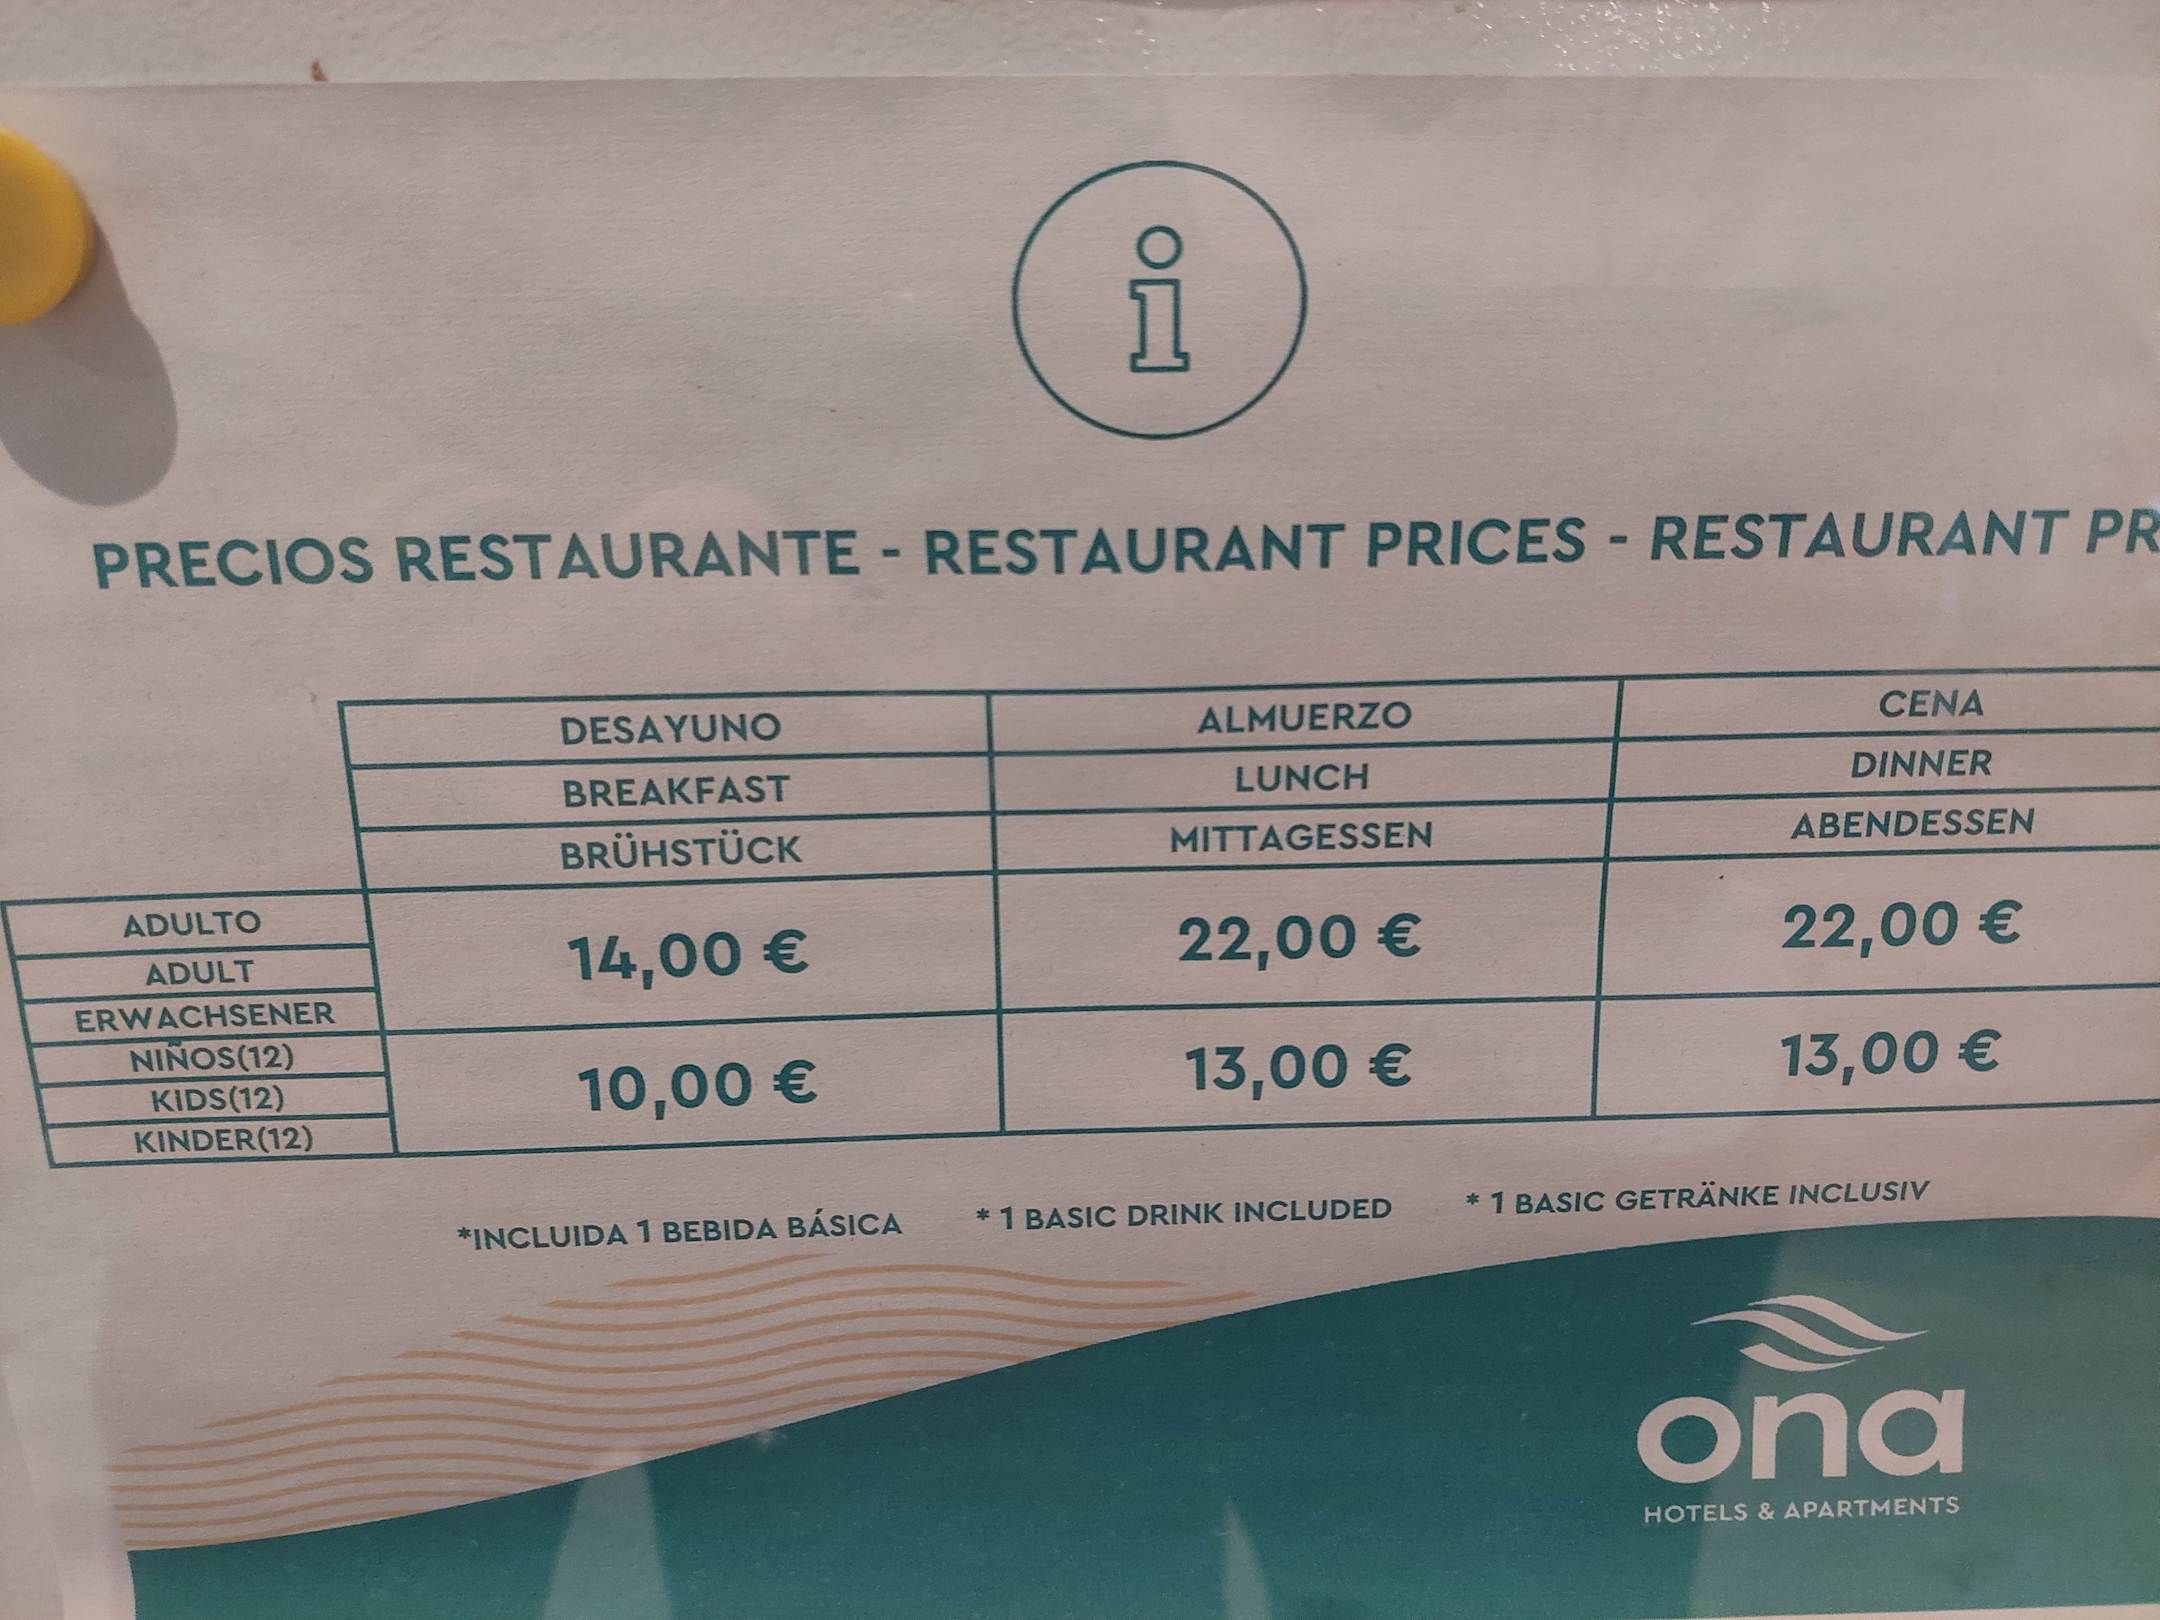 i
PRECIOS RESTAURANTE - RESTAURANT PRICES - RESTAURANT PR
DESAYUNO ALMUERZO CENA
BREAKFAST LUNCH DINNER
BRÜHSTÜCK MITTAGESSEN ABENDESSEN
ADULTO
ADULT
ERWACHSENER
14,00 € 22,00 € 22,00 €
NIÑOS(12)
KIDS(12)
KINDER(12)
10,00 € 13,00 € 13,00 €
*INCLUIDA 1 BEBIDA BÁSICA * 1 BASIC DRINK INCLUDED * 1 BASIC GETRÄNKE INCLUSIV
ona
HOTELS & APARTMENTS